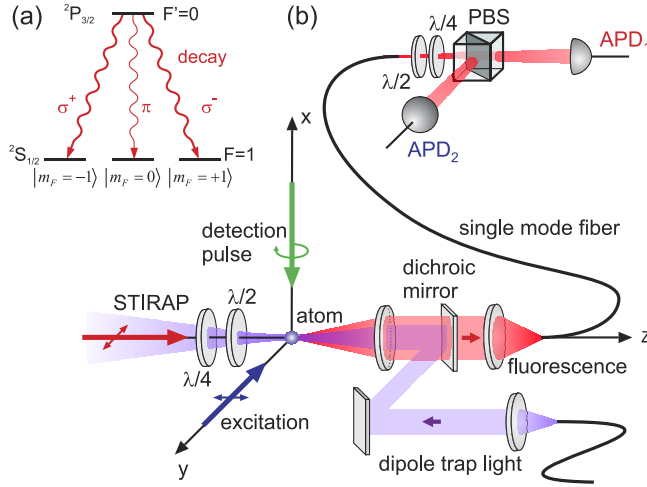 (a)
²P₃/₂
F'=0
decay
σ⁺
π
σ⁻
²S₁/₂
F=1
|m_F = −1⟩
|m_F = 0⟩
|m_F = +1⟩
(b)
λ/4
PBS
λ/2
APD
APD₂
x
detection
pulse
single mode fiber
dichroic
mirror
STIRAP
λ/2
atom
z
λ/4
fluorescence
excitation
y
dipole trap light